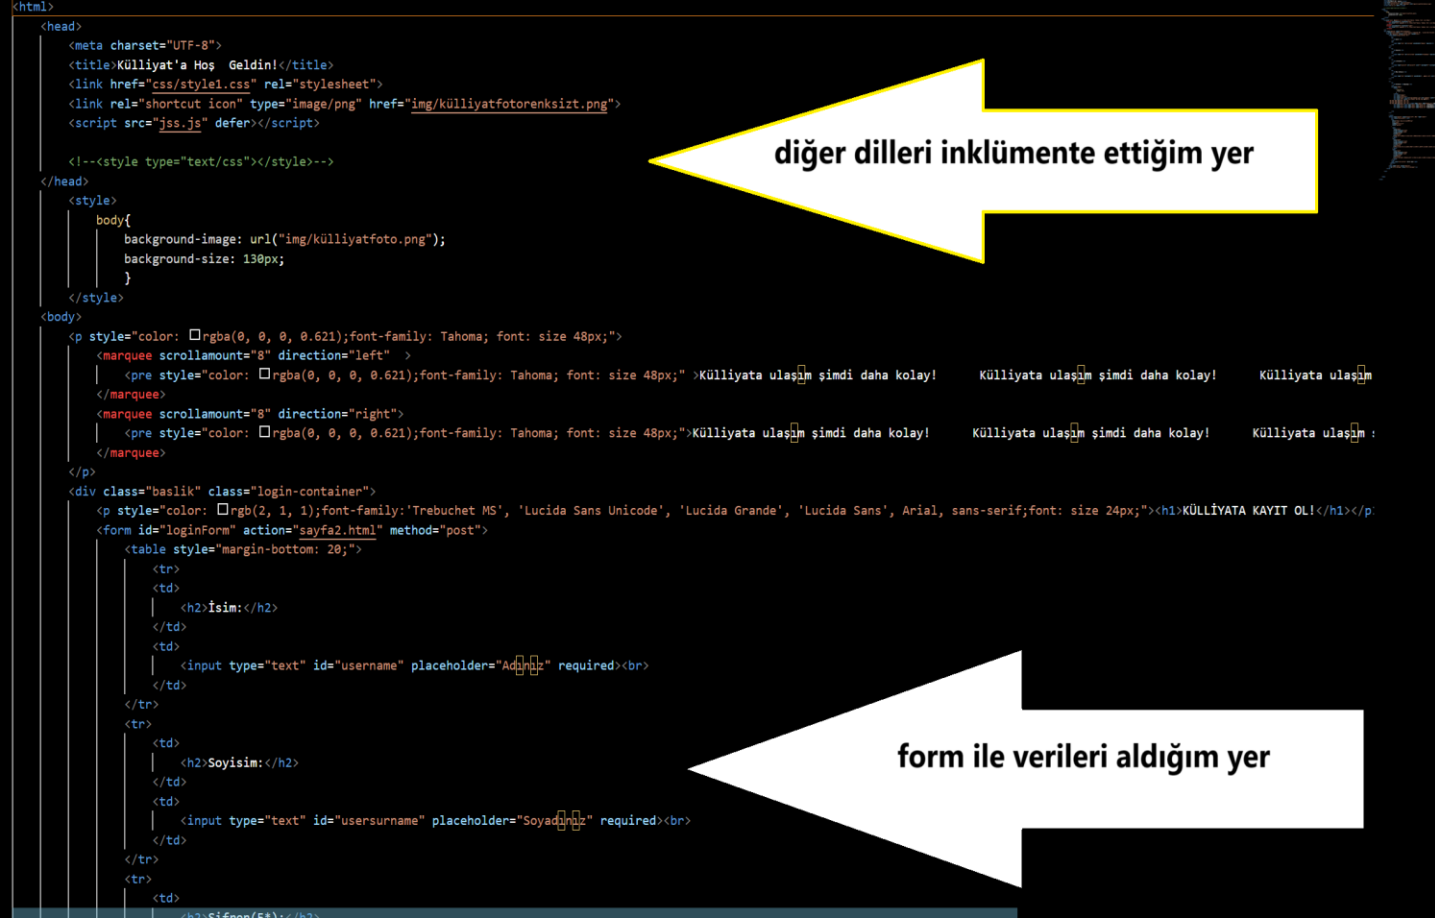 <html>
<head>
<meta charset="UTF-8">
<title>Külliyat'a Hoş  Geldin!</title>
<link href="css/style1.css" rel="stylesheet">
<link rel="shortcut icon" type="image/png" href="img/külliyatfotorenksizt.png">
<script src="jss.js" defer></script>
diğer dilleri inklümente ettiğim yer
<!--<style type="text/css"></style>-->
</head>
<style>
body{
background-image: url("img/külliyatfoto.png");
background-size: 130px;
}
</style>
<body>
<p style="color: rgba(0, 0, 0, 0.621);font-family: Tahoma; font: size 48px;">
<marquee scrollamount="8" direction="left"  >
<pre style="color: rgba(0, 0, 0, 0.621);font-family: Tahoma; font: size 48px;" >Külliyata ulaşım şimdi daha kolay!      Külliyata ulaşım şimdi daha kolay!      Külliyata ulaşım
</marquee>
<marquee scrollamount="8" direction="right">
<pre style="color: rgba(0, 0, 0, 0.621);font-family: Tahoma; font: size 48px;">Külliyata ulaşım şimdi daha kolay!      Külliyata ulaşım şimdi daha kolay!      Külliyata ulaşım
</marquee>
</p>
<div class="baslik" class="login-container">
<p style="color: rgb(2, 1, 1);font-family:'Trebuchet MS', 'Lucida Sans Unicode', 'Lucida Grande', 'Lucida Sans', Arial, sans-serif;font: size 24px;"><h1>KÜLLİYATA KAYIT OL!</h1></p>
<form id="loginForm" action="sayfa2.html" method="post">
<table style="margin-bottom: 20;">
<tr>
<td>
<h2>İsim:</h2>
</td>
<td>
<input type="text" id="username" placeholder="Adınız" required><br>
</td>
</tr>
<tr>
<td>
form ile verileri aldığım yer
<h2>Soyisim:</h2>
</td>
<td>
<input type="text" id="usersurname" placeholder="Soyadınız" required><br>
</td>
</tr>
<tr>
<td>